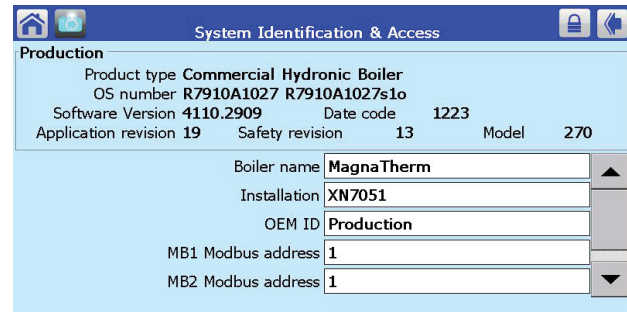 System Identification & Access
Production
Product type Commercial Hydronic Boiler
OS number R7910A1027 R7910A1027s1o
Software Version 4110.2909 Date code 1223
Application revision 19 Safety revision 13 Model 270
Boiler name MagnaTherm
Installation XN7051
OEM ID Production
MB1 Modbus address 1
MB2 Modbus address 1